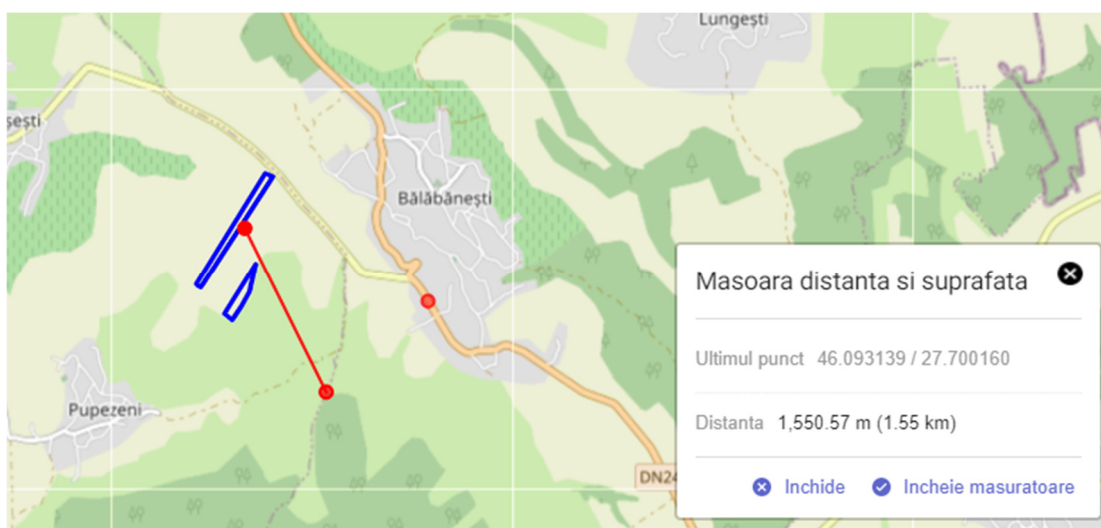 Lungești
sești
Bălăbănești
Masoara distanta si suprafata
Ultimul punct 46.093139 / 27.700160
Pupezeni
Distanta 1,550.57 m (1.55 km)
DN24
Inchide Incheie masuratoare